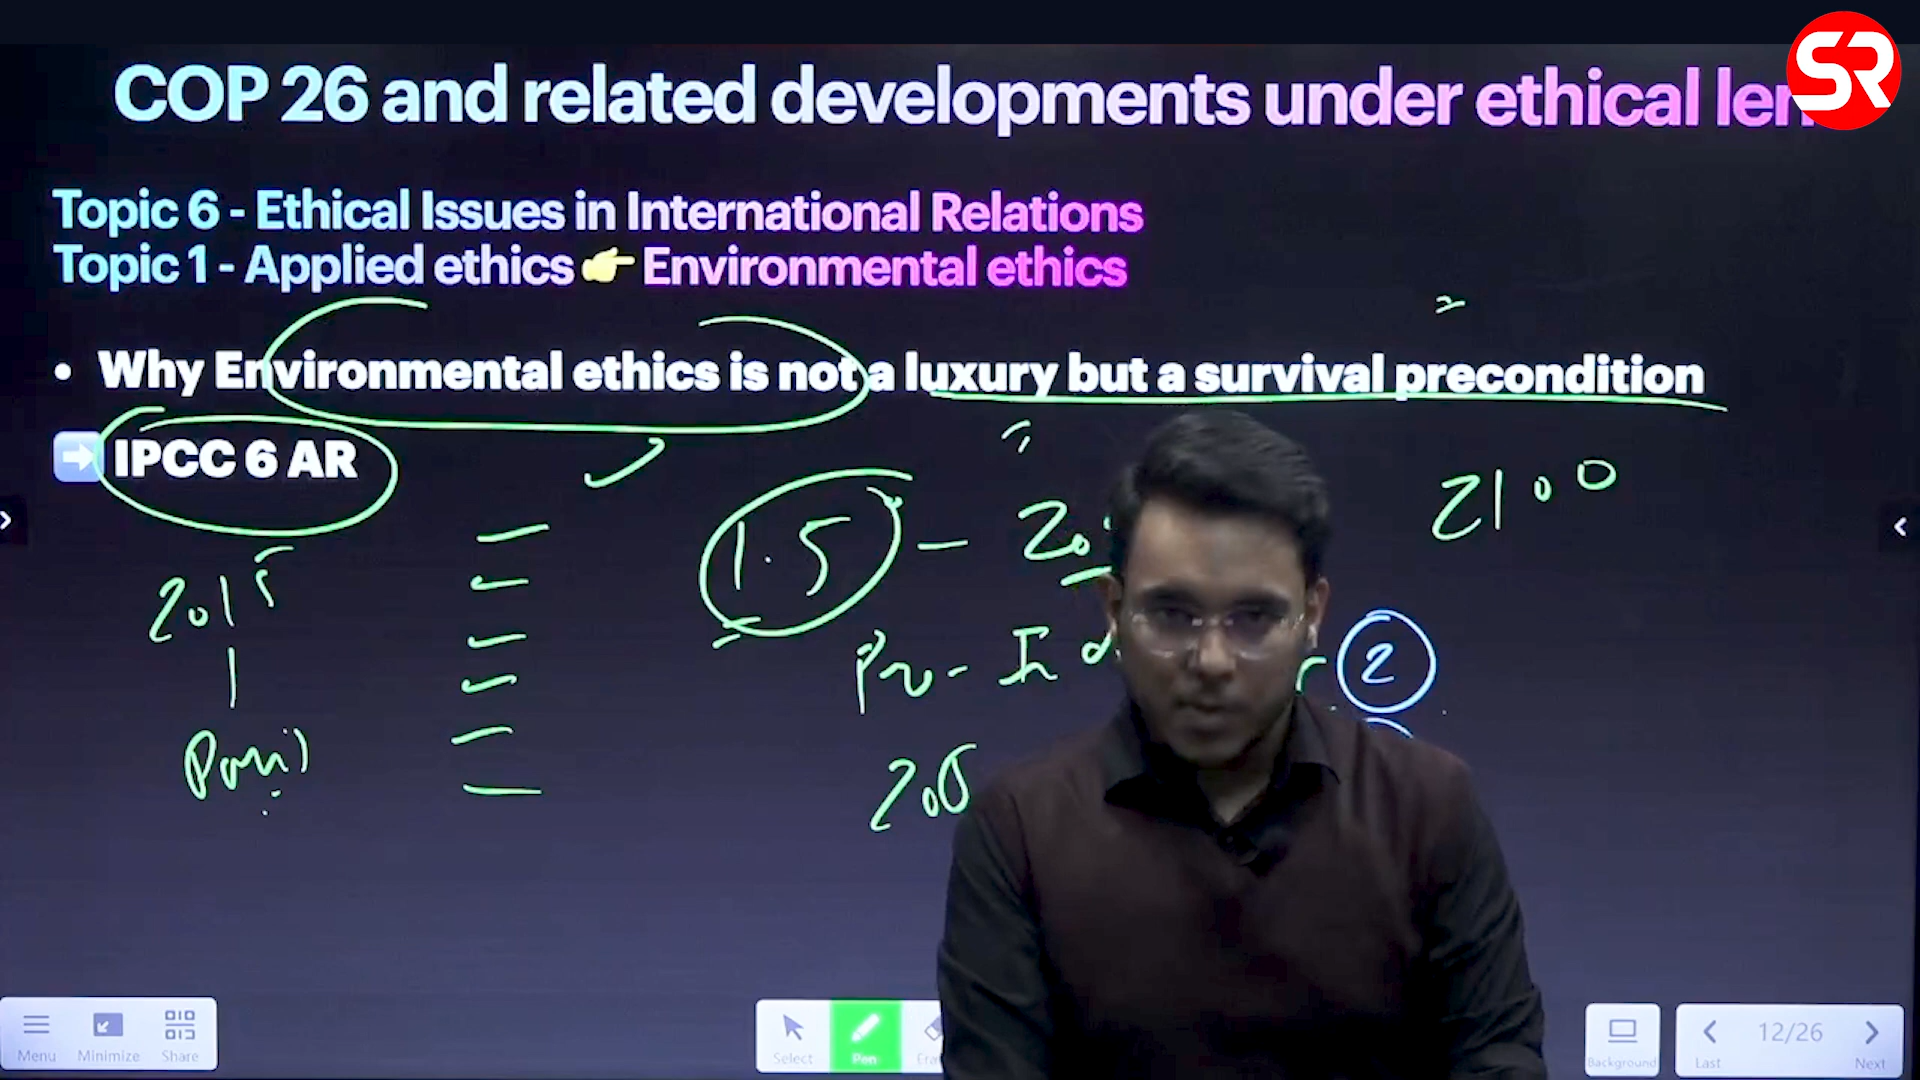 SR
COP 26 and related developments under ethical len
Topic 6 - Ethical Issues in International Relations
Topic 1 - Applied ethics 👉 Environmental ethics
• Why Environmental ethics is not a luxury but a survival precondition
➡ IPCC 6 AR
2100
1.5 -
2015
2
Menu
Minimize
Share
Select
Pen
Era
Background
Last
12/26
Next